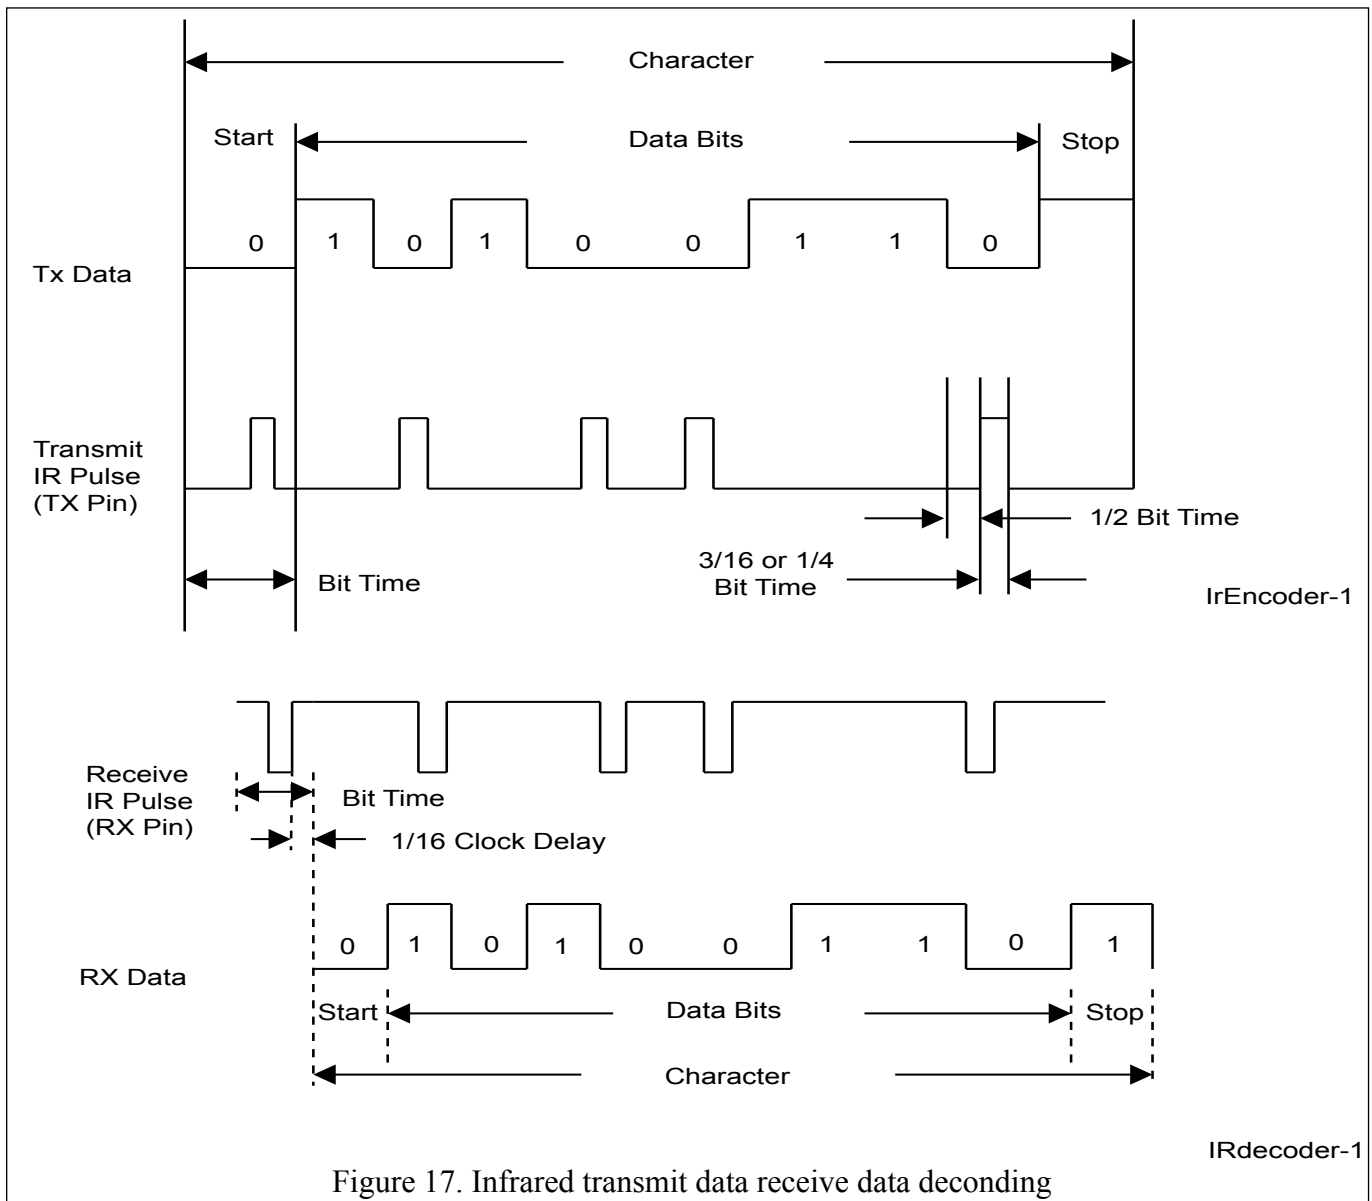 Character
Start Data Bits Stop
0 1 0 1 0 0 1 1 0
Tx Data
Transmit
IR Pulse
(TX Pin)
1/2 Bit Time
3/16 or 1/4
Bit Time
Bit Time
IrEncoder-1
Receive
IR Pulse
(RX Pin)
Bit Time
1/16 Clock Delay
0 1 0 1 0 0 1 1 0 1
RX Data
Start Data Bits Stop
Character
IRdecoder-1
Figure 17. Infrared transmit data receive data deconding